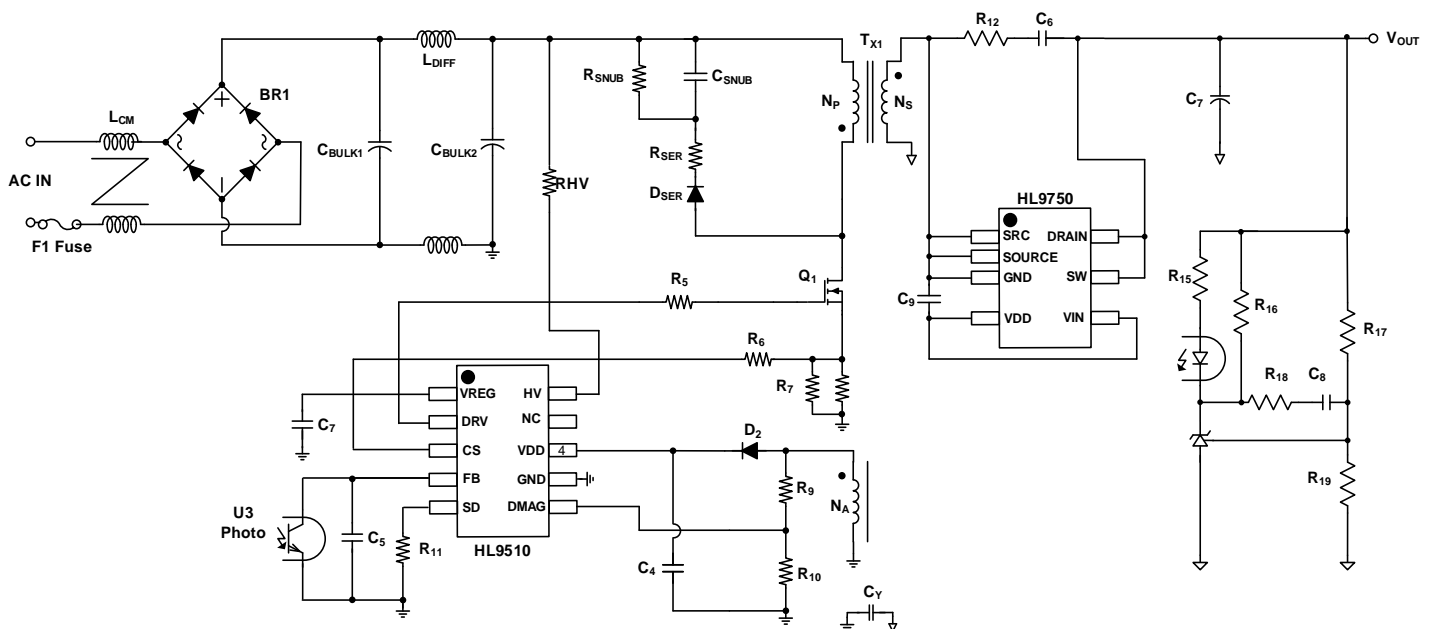 R12
C6
TX1
VOUT
LDIFF
RSNUB
CSNUB
BR1
+
LCM
CBULK1
CBULK2
NP
NS
C7
AC IN
RSER
RHV
DSER
HL9750
F1 Fuse
SRC
DRAIN
SOURCE
GND
SW
VDD
VIN
C9
Q1
R5
R15
R16
R17
R6
R7
R18
C8
VREG
HV
DRV
NC
CS
VDD
4
FB
GND
SD
DMAG
HL9510
C7
D2
R9
NA
R19
U3
Photo
C5
R11
C4
R10
CY